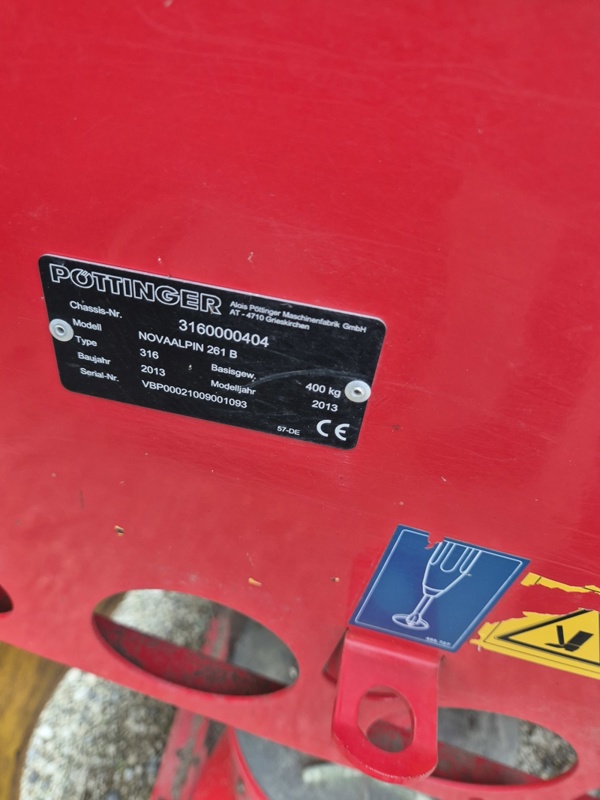 PÖTTINGER
Alois Pöttinger Maschinenfabrik GmbH
AT - 4710 Grieskirchen
Chassis-Nr. 3160000404
Modell NOVAALPIN 261 B
Type 316 Basisgew. 400 kg
Baujahr 2013 Modelljahr 2013
Serial-Nr. VBP00021009001093
57-DE CE